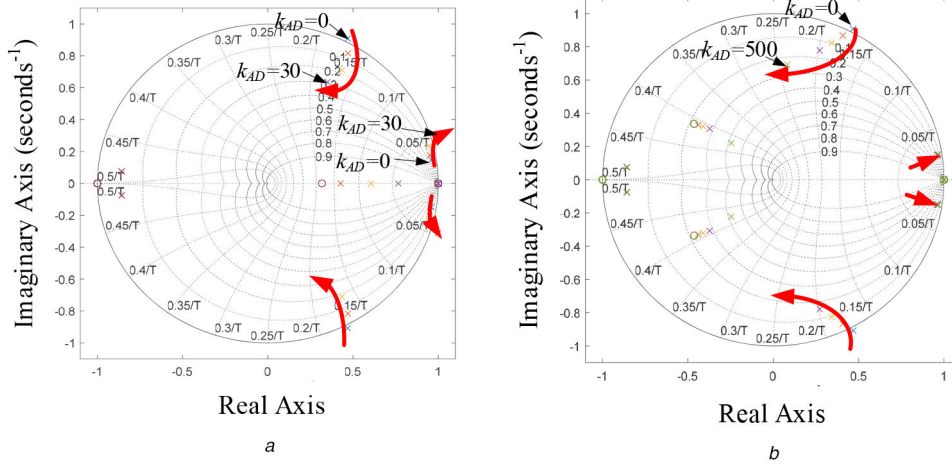 k_AD=0
k_AD=30
k_AD=30
k_AD=0
0.25/T
0.3/T
0.2/T
0.35/T
0.15/T
0.4/T
0.1/T
0.45/T
0.05/T
0.5/T
0.5/T
0.45/T
0.05/T
0.4/T
0.1/T
0.35/T
0.15/T
0.3/T
0.2/T
0.25/T
0.1
0.2
0.4
0.5
0.6
0.7
0.8
0.9
1
0.8
0.6
0.4
0.2
0
-0.2
-0.4
-0.6
-0.8
-1
-1
-0.5
0
0.5
1
Imaginary Axis (seconds⁻¹)
Real Axis
a
k_AD=0
k_AD=500
0.25/T
0.3/T
0.2/T
0.35/T
0.4/T
0.1/T
0.45/T
0.05/T
0.5/T
0.5/T
0.45/T
0.05/T
0.4/T
0.1/T
0.35/T
0.15/T
0.3/T
0.2/T
0.25/T
0.1
0.2
0.3
0.4
0.5
0.6
0.7
0.8
0.9
1
0.8
0.6
0.4
0.2
0
-0.2
-0.4
-0.6
-0.8
-1
-1
-0.5
0
0.5
1
Imaginary Axis (seconds⁻¹)
Real Axis
b